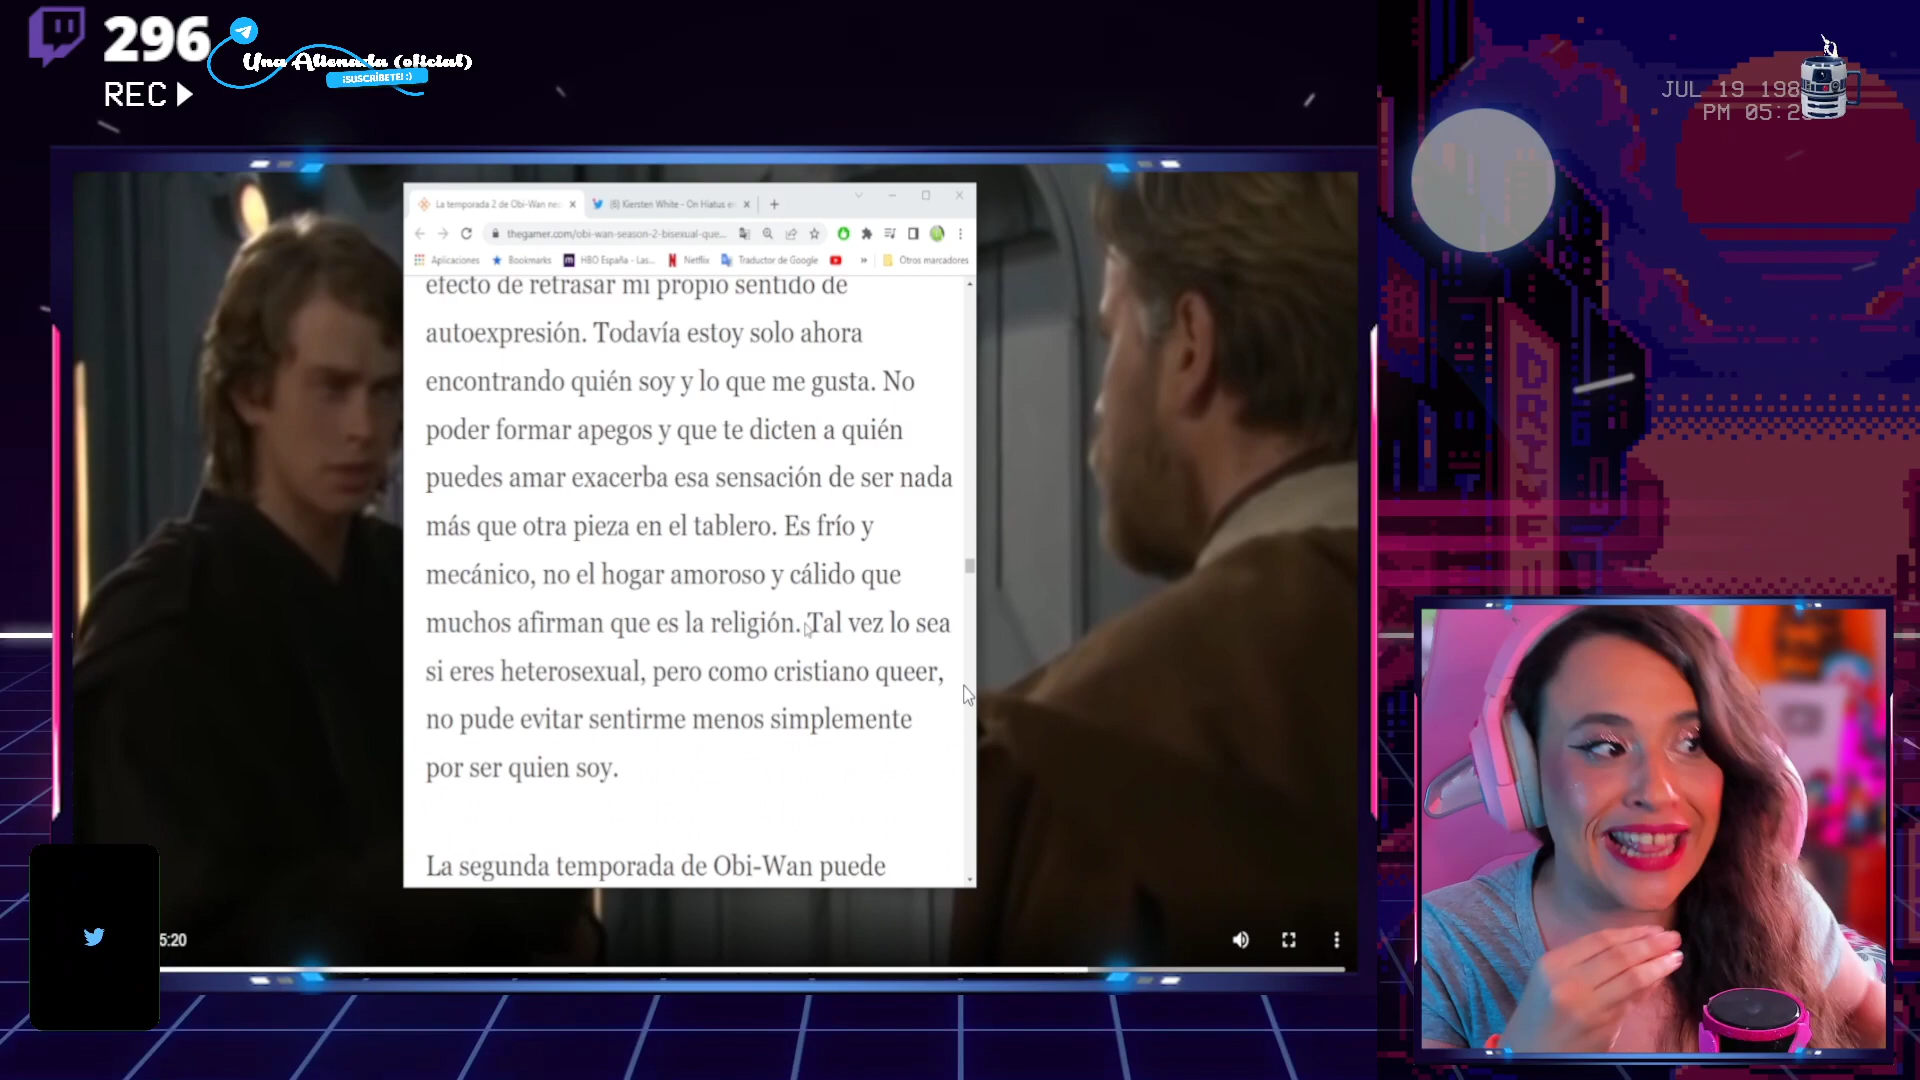 296
Una Alienada (oficial)
¡SUSCRÍBETE! :)
REC
JUL 19 198
PM 05:2
La temporada 2 de Obi-Wan ne
(6) Kiersten White - On Hiatus e
thegamer.com/obi-wan-season-2-bisexual-que...
Aplicaciones
Bookmarks
HBO España - Las...
Netflix
Traductor de Google
»
Otros marcadores
efecto de retrasar mi propio sentido de
autoexpresión. Todavía estoy solo ahora
encontrando quién soy y lo que me gusta. No
poder formar apegos y que te dicten a quién
puedes amar exacerba esa sensación de ser nada
más que otra pieza en el tablero. Es frío y
mecánico, no el hogar amoroso y cálido que
muchos afirman que es la religión. Tal vez lo sea
si eres heterosexual, pero como cristiano queer,
no pude evitar sentirme menos simplemente
por ser quien soy.
La segunda temporada de Obi-Wan puede
5:20